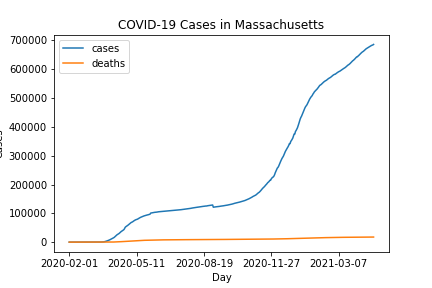 COVID-19 Cases in Massachusetts
cases
deaths
700000
600000
500000
400000
300000
200000
100000
0
cases
2020-02-01 2020-05-11 2020-08-19 2020-11-27 2021-03-07
Day